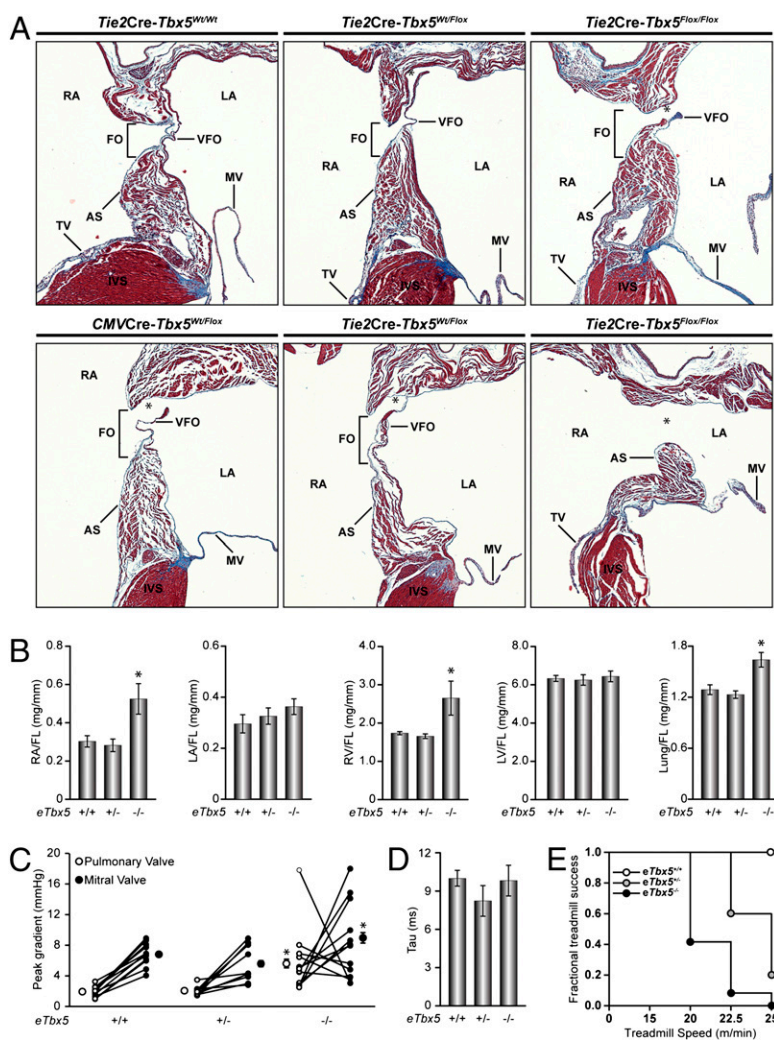 A
Tie2Cre-Tbx5Wt/Wt
Tie2Cre-Tbx5Wt/Flox
Tie2Cre-Tbx5Flox/Flox
RA LA FO VFO MV AS TV IVS
* RA FO VFO LA AS TV IVS MV
* VFO FO RA LA AS TV IVS MV
CMVCre-Tbx5Wt/Flox
Tie2Cre-Tbx5Wt/Flox
Tie2Cre-Tbx5Flox/Flox
RA * FO VFO LA AS MV IVS
* FO VFO RA LA AS MV IVS
* RA LA AS MV TV IVS
B
RA/FL (mg/mm)
0.8
0.6
0.4
0.2
0
*
eTbx5 +/+ +/- -/-
LA/FL (mg/mm)
0.6
0.4
0.2
0
+/+ +/- -/-
RV/FL (mg/mm)
4.0
3.0
2.0
1.0
0
*
eTbx5 +/+ +/- -/-
LV/FL (mg/mm)
8.0
6.0
4.0
2.0
0
+/+ +/- -/-
Lung/FL (mg/mm)
1.8
1.2
0.6
0
*
eTbx5 +/+ +/- -/-
C
Peak gradient (mmHg)
20
16
12
8
4
0
Pulmonary Valve
Mitral Valve
* *
eTbx5 +/+ +/- -/-
D
Tau (ms)
12
9
6
3
0
eTbx5 +/+ +/- -/-
E
Fractional treadmill success
1.0
0.8
0.6
0.4
0.2
0.0
eTbx5+/+
eTbx5+/-
eTbx5-/-
0 15 20 22.5 25
Treadmill Speed (m/min)